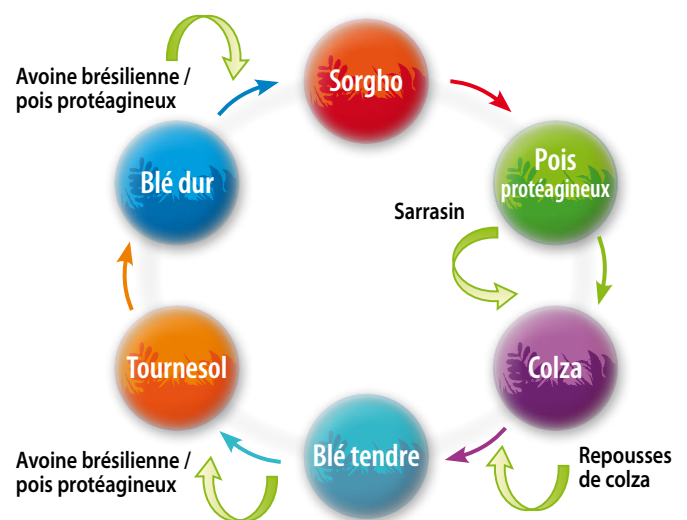 Avoine brésilienne /
pois protéagineux
Sorgho
Pois
protéagineux
Blé dur
Sarrasin
Tournesol
Colza
Blé tendre
Avoine brésilienne /
pois protéagineux
Repousses
de colza